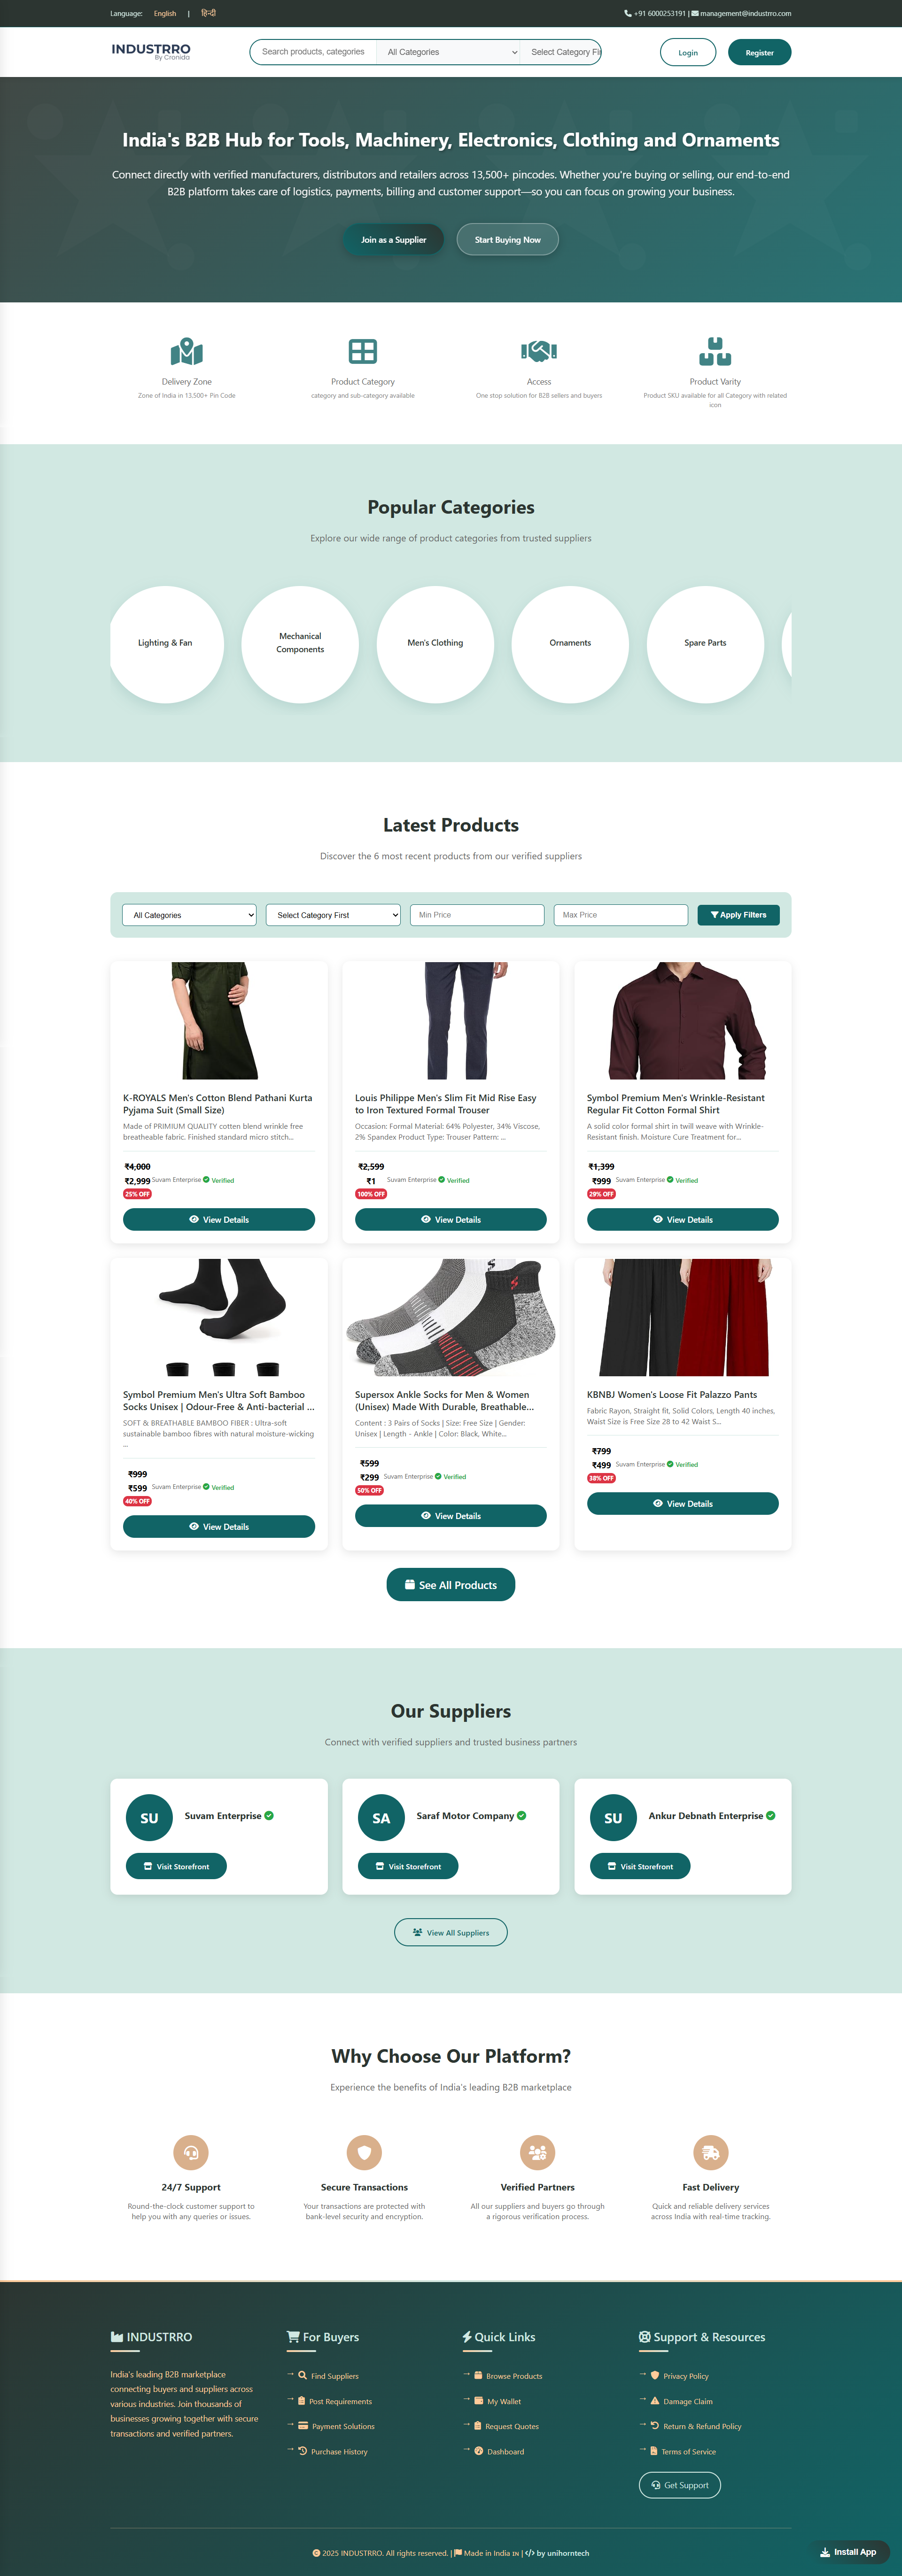 Language: English | हिन्दी
+91 6000253191 | management@industrro.com
INDUSTRRO
By Cronida
Search products, categories
All Categories
Select Category Fir
Login
Register
India's B2B Hub for Tools, Machinery, Electronics, Clothing and Ornaments
Connect directly with verified manufacturers, distributors and retailers across 13,500+ pincodes. Whether you're buying or selling, our end-to-end
B2B platform takes care of logistics, payments, billing and customer support—so you can focus on growing your business.
Join as a Supplier
Start Buying Now
Delivery Zone
Zone of India in 13,500+ Pin Code
Product Category
category and sub-category available
Access
One stop solution for B2B sellers and buyers
Product Varity
Product SKU available for all Category with related
icon
Popular Categories
Explore our wide range of product categories from trusted suppliers
Lighting & Fan
Mechanical
Components
Men's Clothing
Ornaments
Spare Parts
Latest Products
Discover the 6 most recent products from our verified suppliers
All Categories
Select Category First
Min Price
Max Price
Apply Filters
K-ROYALS Men's Cotton Blend Pathani Kurta
Pyjama Suit (Small Size)
Made of PRIMIUM QUALITY cotton blend wrinkle free
breatheable fabric. Finished standard micro stitch...
₹4,000
₹2,999 Suvam Enterprise Verified
25% OFF
View Details
Louis Philippe Men's Slim Fit Mid Rise Easy
to Iron Textured Formal Trouser
Occasion: Formal Material: 64% Polyester, 34% Viscose,
2% Spandex Product Type: Trouser Pattern: ...
₹2,599
₹1 Suvam Enterprise Verified
100% OFF
View Details
Symbol Premium Men's Wrinkle-Resistant
Regular Fit Cotton Formal Shirt
A solid color formal shirt in twill weave with Wrinkle-
Resistant finish. Moisture Cure Treatment for...
₹1,399
₹999 Suvam Enterprise Verified
29% OFF
View Details
Symbol Premium Men's Ultra Soft Bamboo
Socks Unisex | Odour-Free & Anti-bacterial ...
SOFT & BREATHABLE BAMBOO FIBER : Ultra-soft
sustainable bamboo fibres with natural moisture-wicking
...
₹999
₹599 Suvam Enterprise Verified
40% OFF
View Details
Supersox Ankle Socks for Men & Women
(Unisex) Made With Durable, Breathable...
Content : 3 Pairs of Socks | Size: Free Size | Gender:
Unisex | Length - Ankle | Color: Black, White...
₹599
₹299 Suvam Enterprise Verified
50% OFF
View Details
KBNBJ Women's Loose Fit Palazzo Pants
Fabric Rayon, Straight fit, Solid Colors, Length 40 inches,
Waist Size is Free Size 28 to 42 Waist S...
₹799
₹499 Suvam Enterprise Verified
38% OFF
View Details
See All Products
Our Suppliers
Connect with verified suppliers and trusted business partners
SU
Suvam Enterprise
Visit Storefront
SA
Saraf Motor Company
Visit Storefront
SU
Ankur Debnath Enterprise
Visit Storefront
View All Suppliers
Why Choose Our Platform?
Experience the benefits of India's leading B2B marketplace
24/7 Support
Round-the-clock customer support to
help you with any queries or issues.
Secure Transactions
Your transactions are protected with
bank-level security and encryption.
Verified Partners
All our suppliers and buyers go through
a rigorous verification process.
Fast Delivery
Quick and reliable delivery services
across India with real-time tracking.
INDUSTRRO
India's leading B2B marketplace
connecting buyers and suppliers across
various industries. Join thousands of
businesses growing together with secure
transactions and verified partners.
For Buyers
→ Find Suppliers
→ Post Requirements
→ Payment Solutions
→ Purchase History
Quick Links
→ Browse Products
→ My Wallet
→ Request Quotes
→ Dashboard
Support & Resources
→ Privacy Policy
→ Damage Claim
→ Return & Refund Policy
→ Terms of Service
Get Support
© 2025 INDUSTRRO. All rights reserved. | Made in India IN | </> by unihorntech
Install App